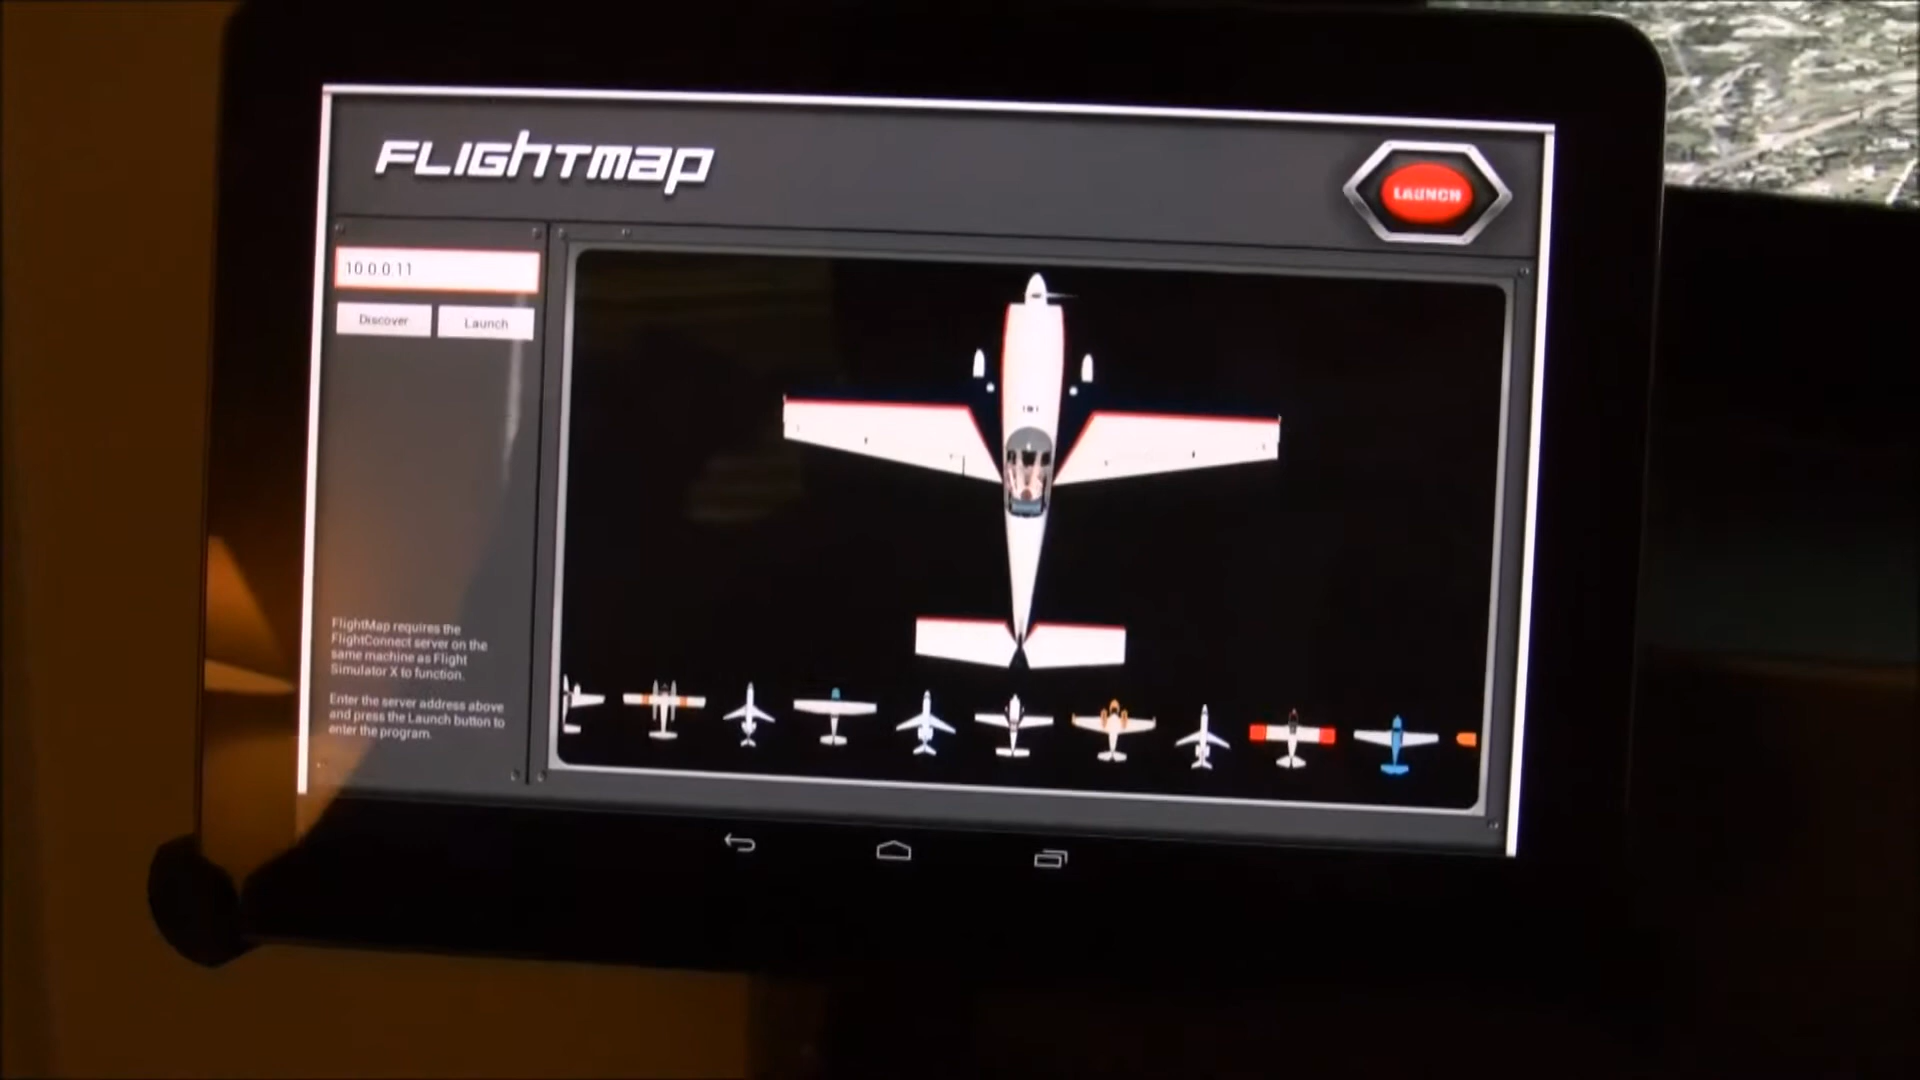 FLIGhTmap
LAUNCH
10.0.0.11
Discover
Launch
FlightMap requires the
FlightConnect server on the
same machine as Flight
Simulator X to function.
Enter the server address above
and press the Launch button to
enter the program.